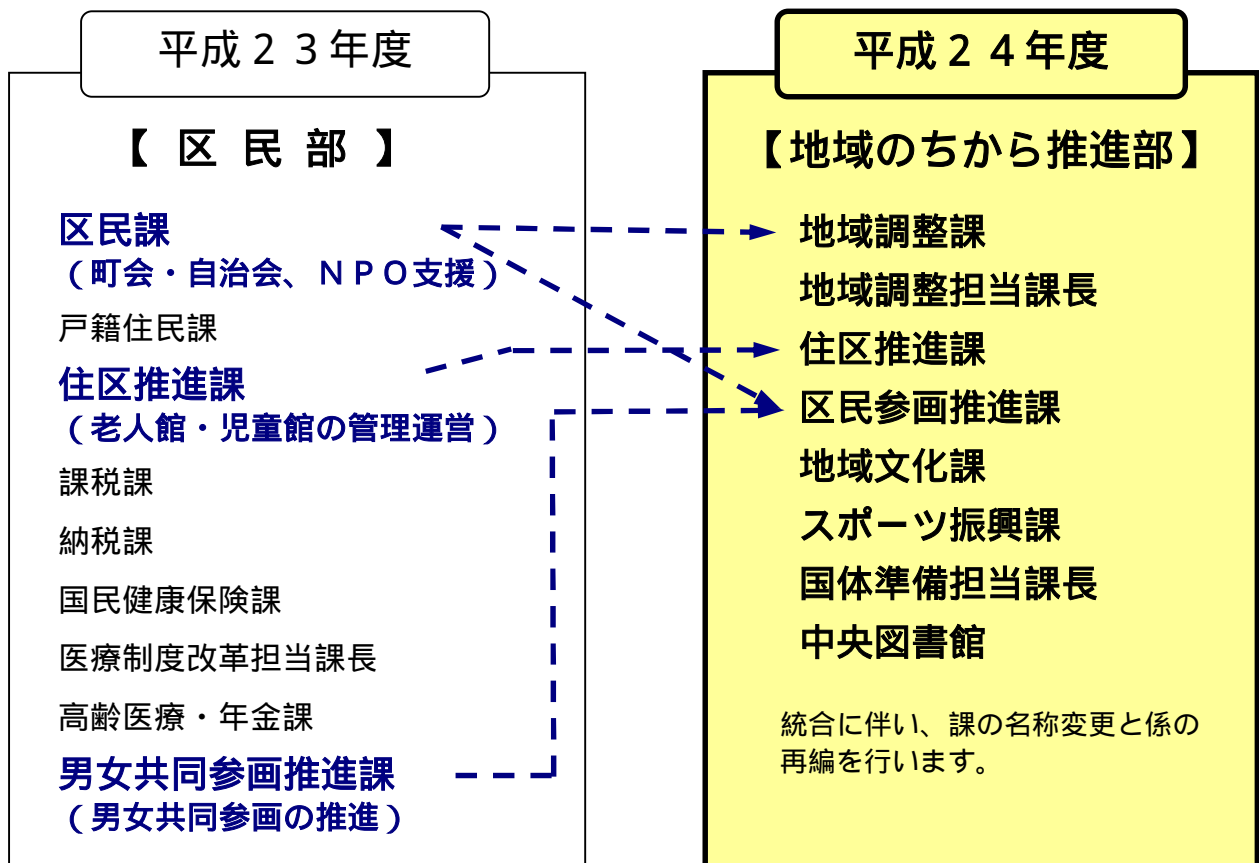 平成２３年度
【 区 民 部 】
区民課
（町会・自治会、ＮＰＯ支援）
戸籍住民課
住区推進課
（老人館・児童館の管理運営）
課税課
納税課
国民健康保険課
医療制度改革担当課長
高齢医療・年金課
男女共同参画推進課
（男女共同参画の推進）
平成２４年度
【地域のちから推進部】
地域調整課
地域調整担当課長
住区推進課
区民参画推進課
地域文化課
スポーツ振興課
国体準備担当課長
中央図書館
統合に伴い、課の名称変更と係の
再編を行います。